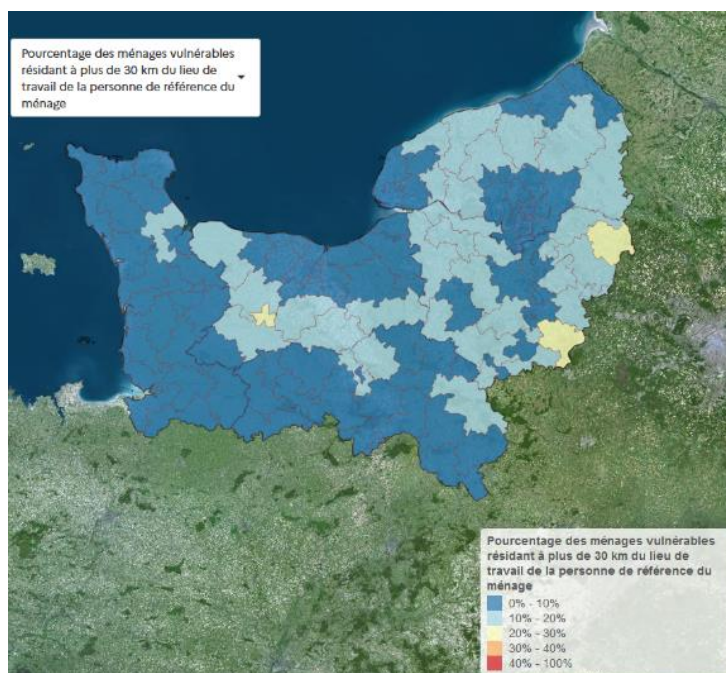 Pourcentage des ménages vulnérables
résidant à plus de 30 km du lieu de
travail de la personne de référence du
ménage
Pourcentage des ménages vulnérables
résidant à plus de 30 km du lieu de
travail de la personne de référence du
ménage
0% - 10%
10% - 20%
20% - 30%
30% - 40%
40% - 100%